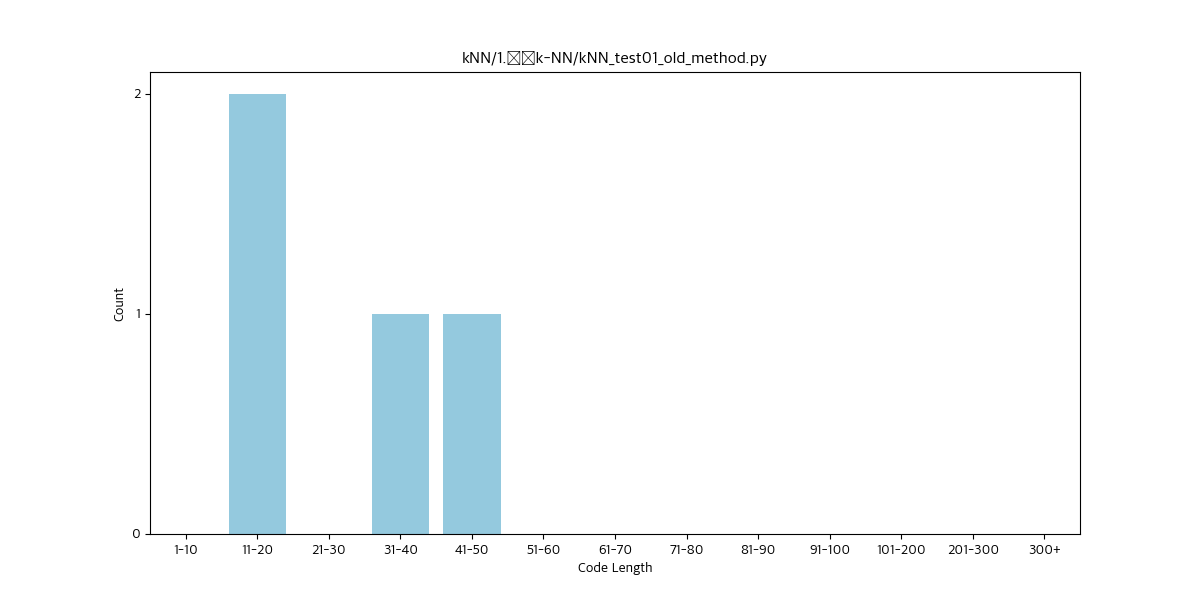 kNN/1.k-NN/kNN_test01_old_method.py
2
1
0
Count
1-10 11-20 21-30 31-40 41-50 51-60 61-70 71-80 81-90 91-100 101-200 201-300 300+
Code Length